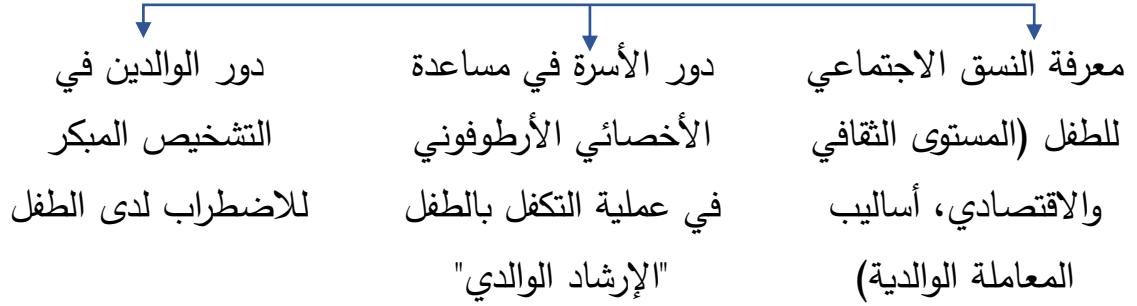 معرفة النسق الاجتماعي
للطفل (المستوى الثقافي
والاقتصادي، أساليب
المعاملة الوالدية)
دور الأسرة في مساعدة
الأخصائي الأرطوفوني
في عملية التكفل بالطفل
"الإرشاد الوالدي"
دور الوالدين في
التشخيص المبكر
للاضطراب لدى الطفل